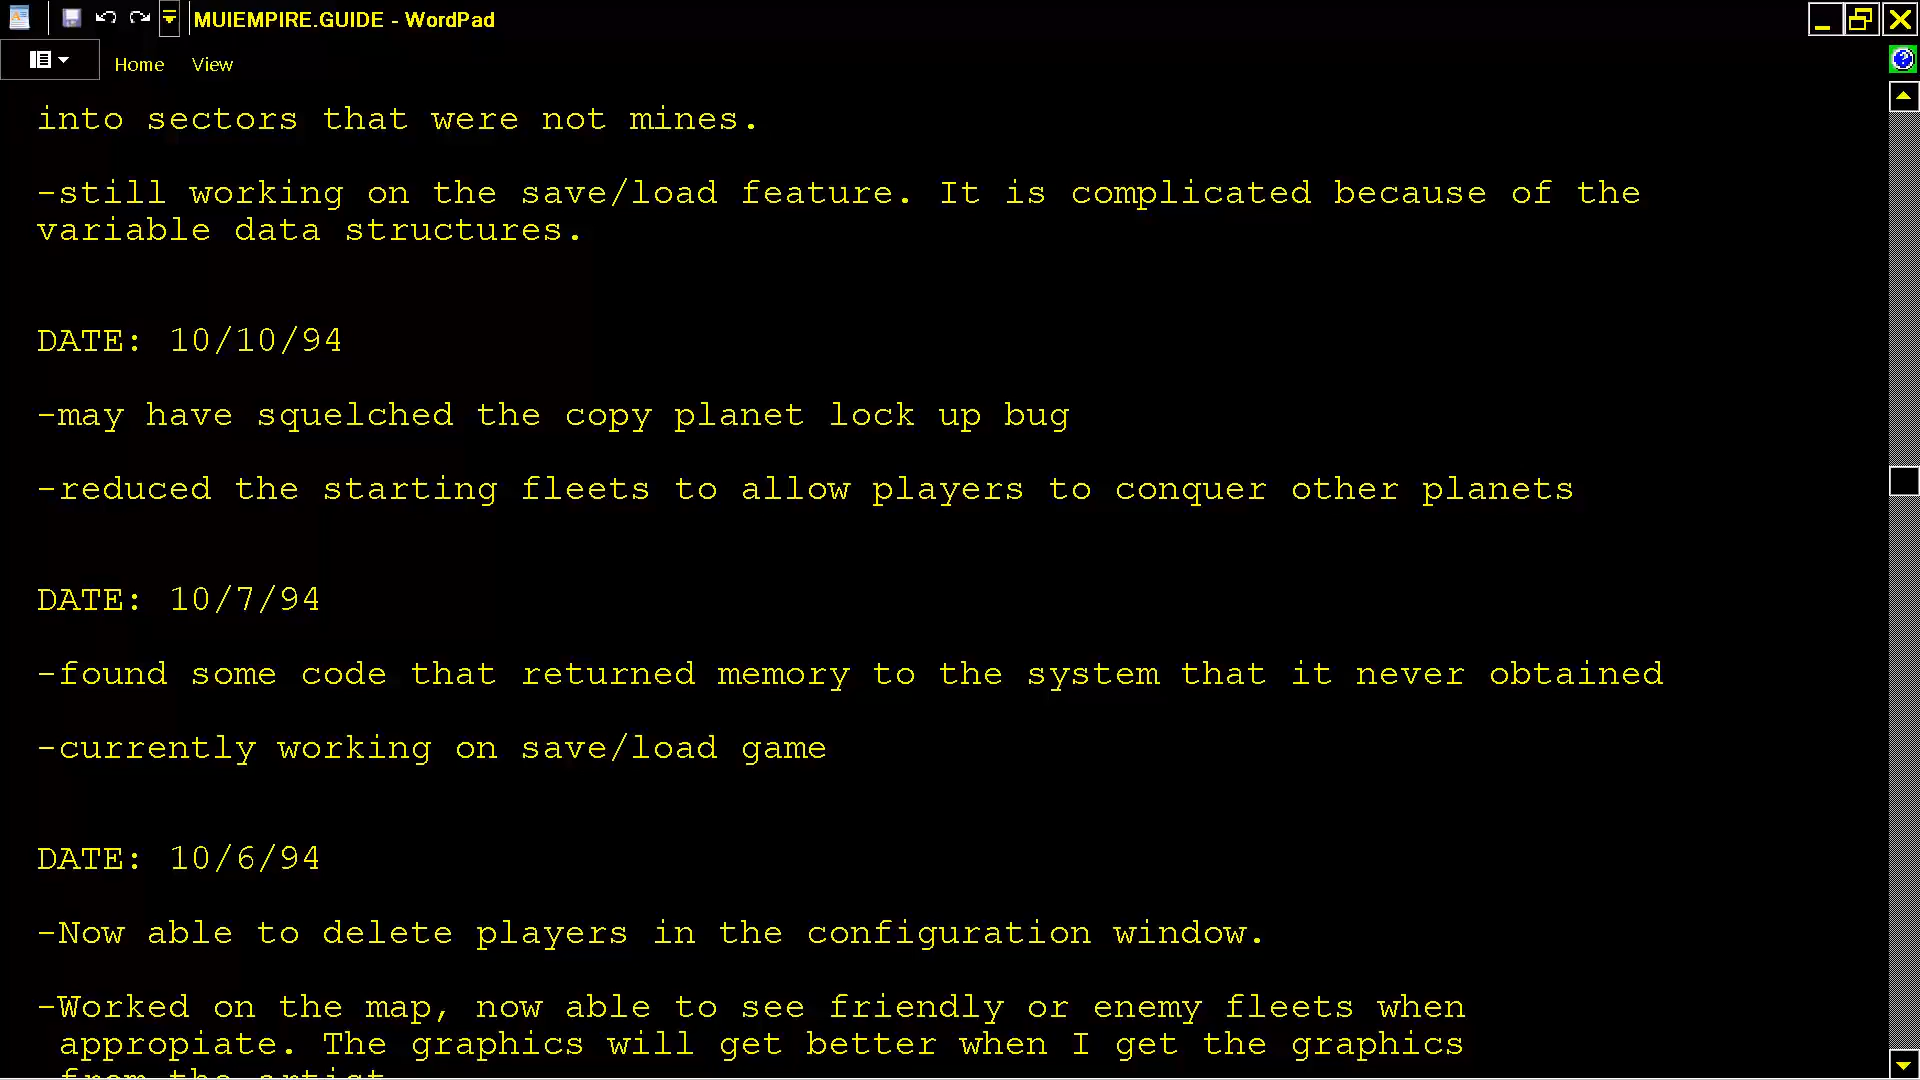 MUIEMPIRE.GUIDE - WordPad
Home View
into sectors that were not mines.
-still working on the save/load feature. It is complicated because of the
variable data structures.
DATE: 10/10/94
-may have squelched the copy planet lock up bug
-reduced the starting fleets to allow players to conquer other planets
DATE: 10/7/94
-found some code that returned memory to the system that it never obtained
-currently working on save/load game
DATE: 10/6/94
-Now able to delete players in the configuration window.
-Worked on the map, now able to see friendly or enemy fleets when
appropiate. The graphics will get better when I get the graphics
from the artist